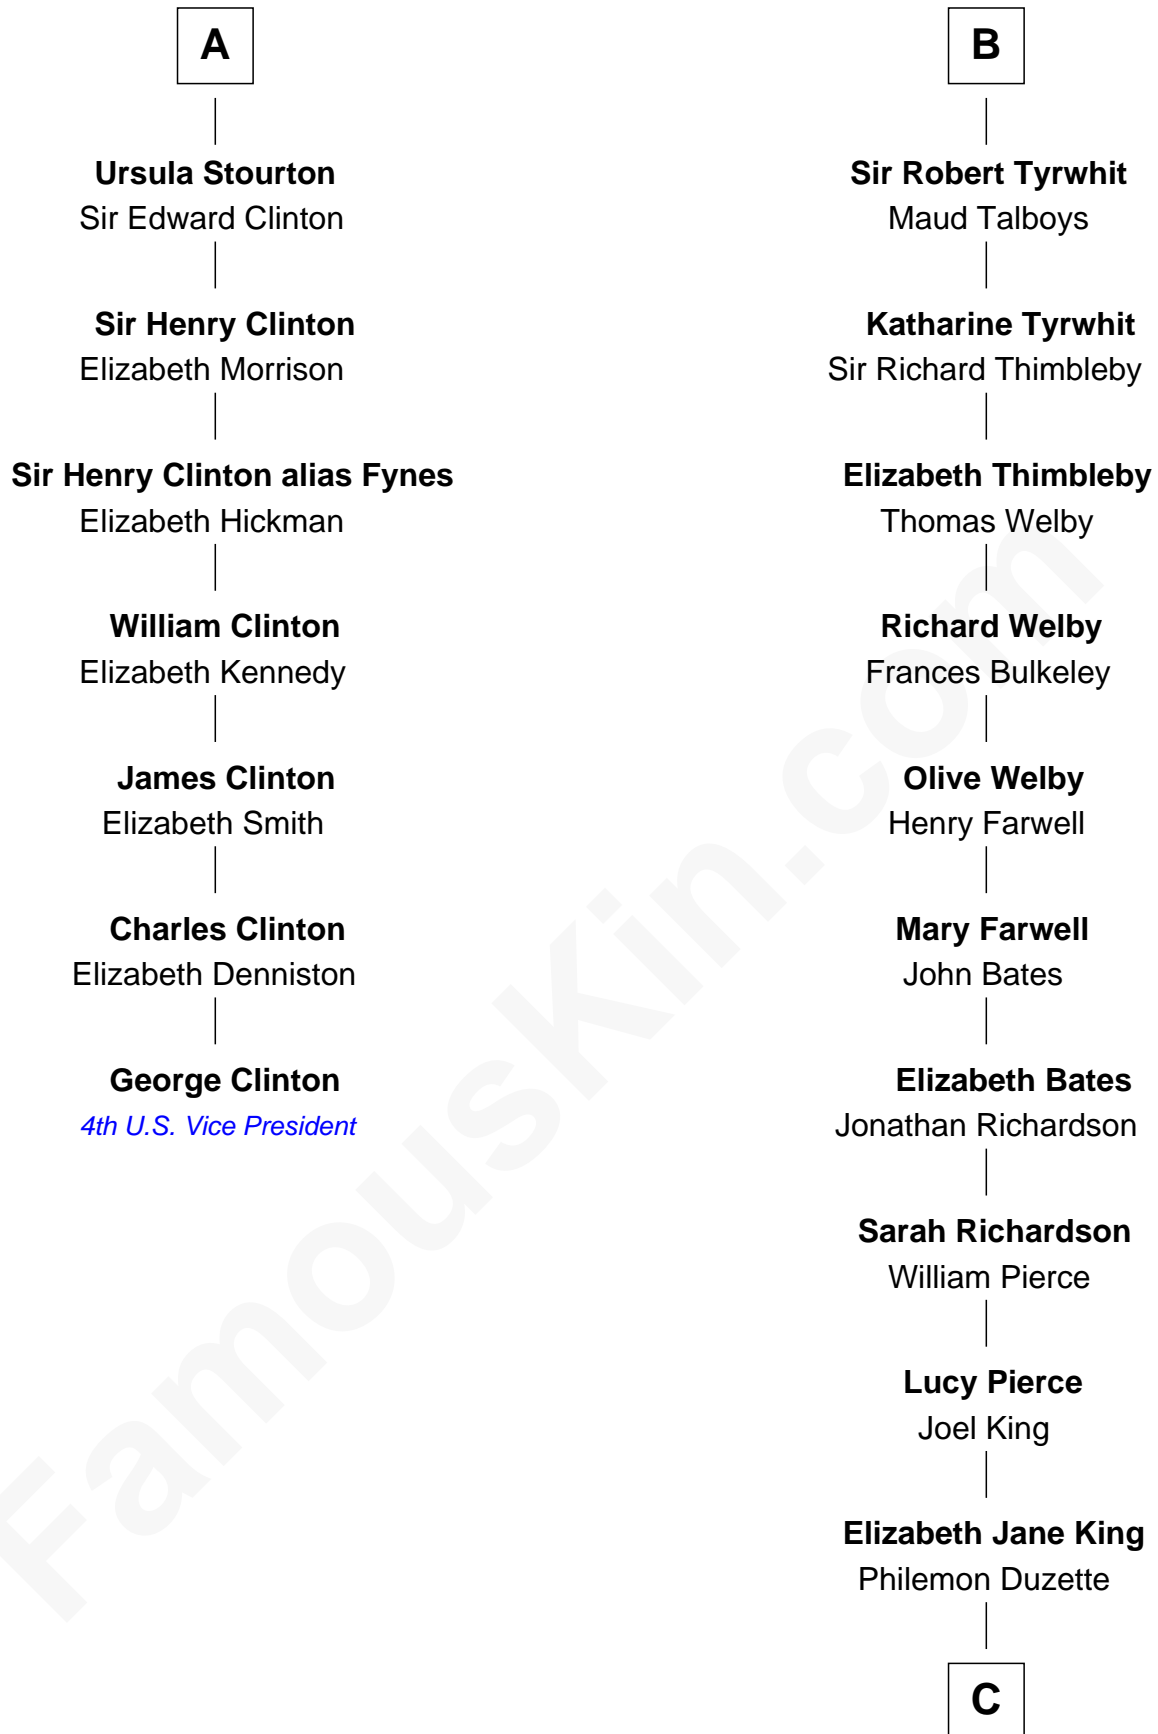 A
Ursula Stourton
Sir Edward Clinton
Sir Henry Clinton
Elizabeth Morrison
Sir Henry Clinton alias Fynes
Elizabeth Hickman
William Clinton
Elizabeth Kennedy
James Clinton
Elizabeth Smith
Charles Clinton
Elizabeth Denniston
George Clinton
4th U.S. Vice President
B
Sir Robert Tyrwhit
Maud Talboys
Katharine Tyrwhit
Sir Richard Thimbleby
Elizabeth Thimbleby
Thomas Welby
Richard Welby
Frances Bulkeley
Olive Welby
Henry Farwell
Mary Farwell
John Bates
Elizabeth Bates
Jonathan Richardson
Sarah Richardson
William Pierce
Lucy Pierce
Joel King
Elizabeth Jane King
Philemon Duzette
C
FamousKin.com